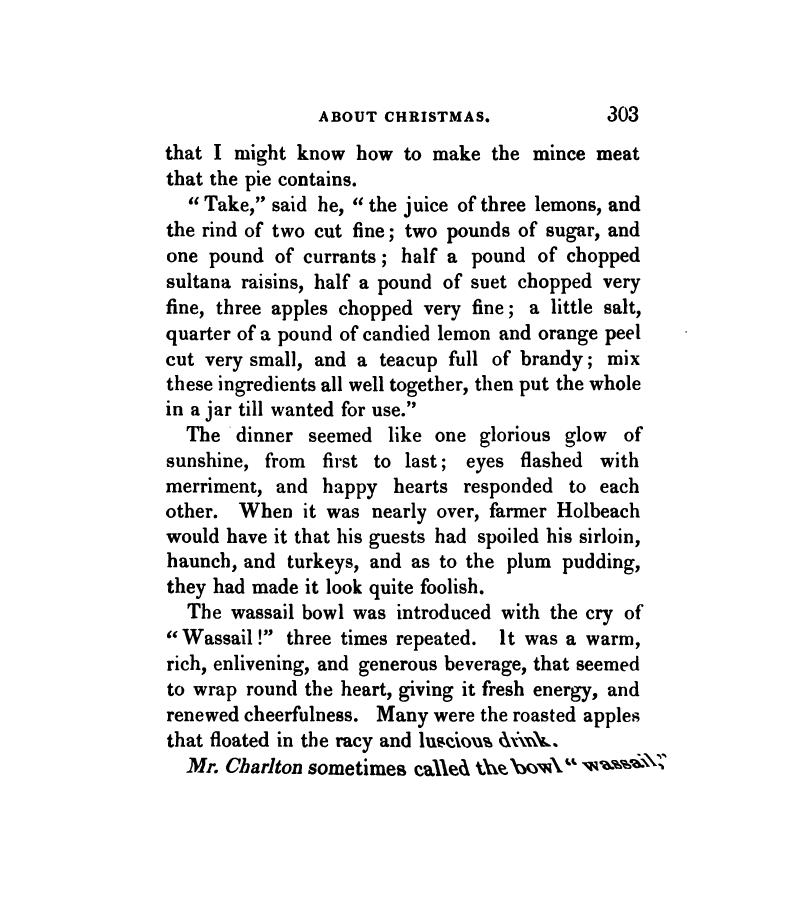 ABOUT CHRISTMAS. 303
that I might know how to make the mince meat
that the pie contains.
“Take,” said he, “the juice of three lemons, and
the rind of two cut fine; two pounds of sugar, and
one pound of currants; half a pound of chopped
sultana raisins, half a pound of suet chopped very
fine, three apples chopped very fine; a little salt,
quarter of a pound of candied lemon and orange peel
cut very small, and a teacup full of brandy; mix
these ingredients all well together, then put the whole
in a jar till wanted for use.”
The dinner seemed like one glorious glow of
sunshine, from first to last; eyes flashed with
merriment, and happy hearts responded to each
other. When it was nearly over, farmer Holbeach
would have it that his guests had spoiled his sirloin,
haunch, and turkeys, and as to the plum pudding,
they had made it look quite foolish.
The wassail bowl was introduced with the cry of
“Wassail!” three times repeated. It was a warm,
rich, enlivening, and generous beverage, that seemed
to wrap round the heart, giving it fresh energy, and
renewed cheerfulness. Many were the roasted apples
that floated in the racy and luscious drink.
Mr. Charlton sometimes called the bowl “wassail;”